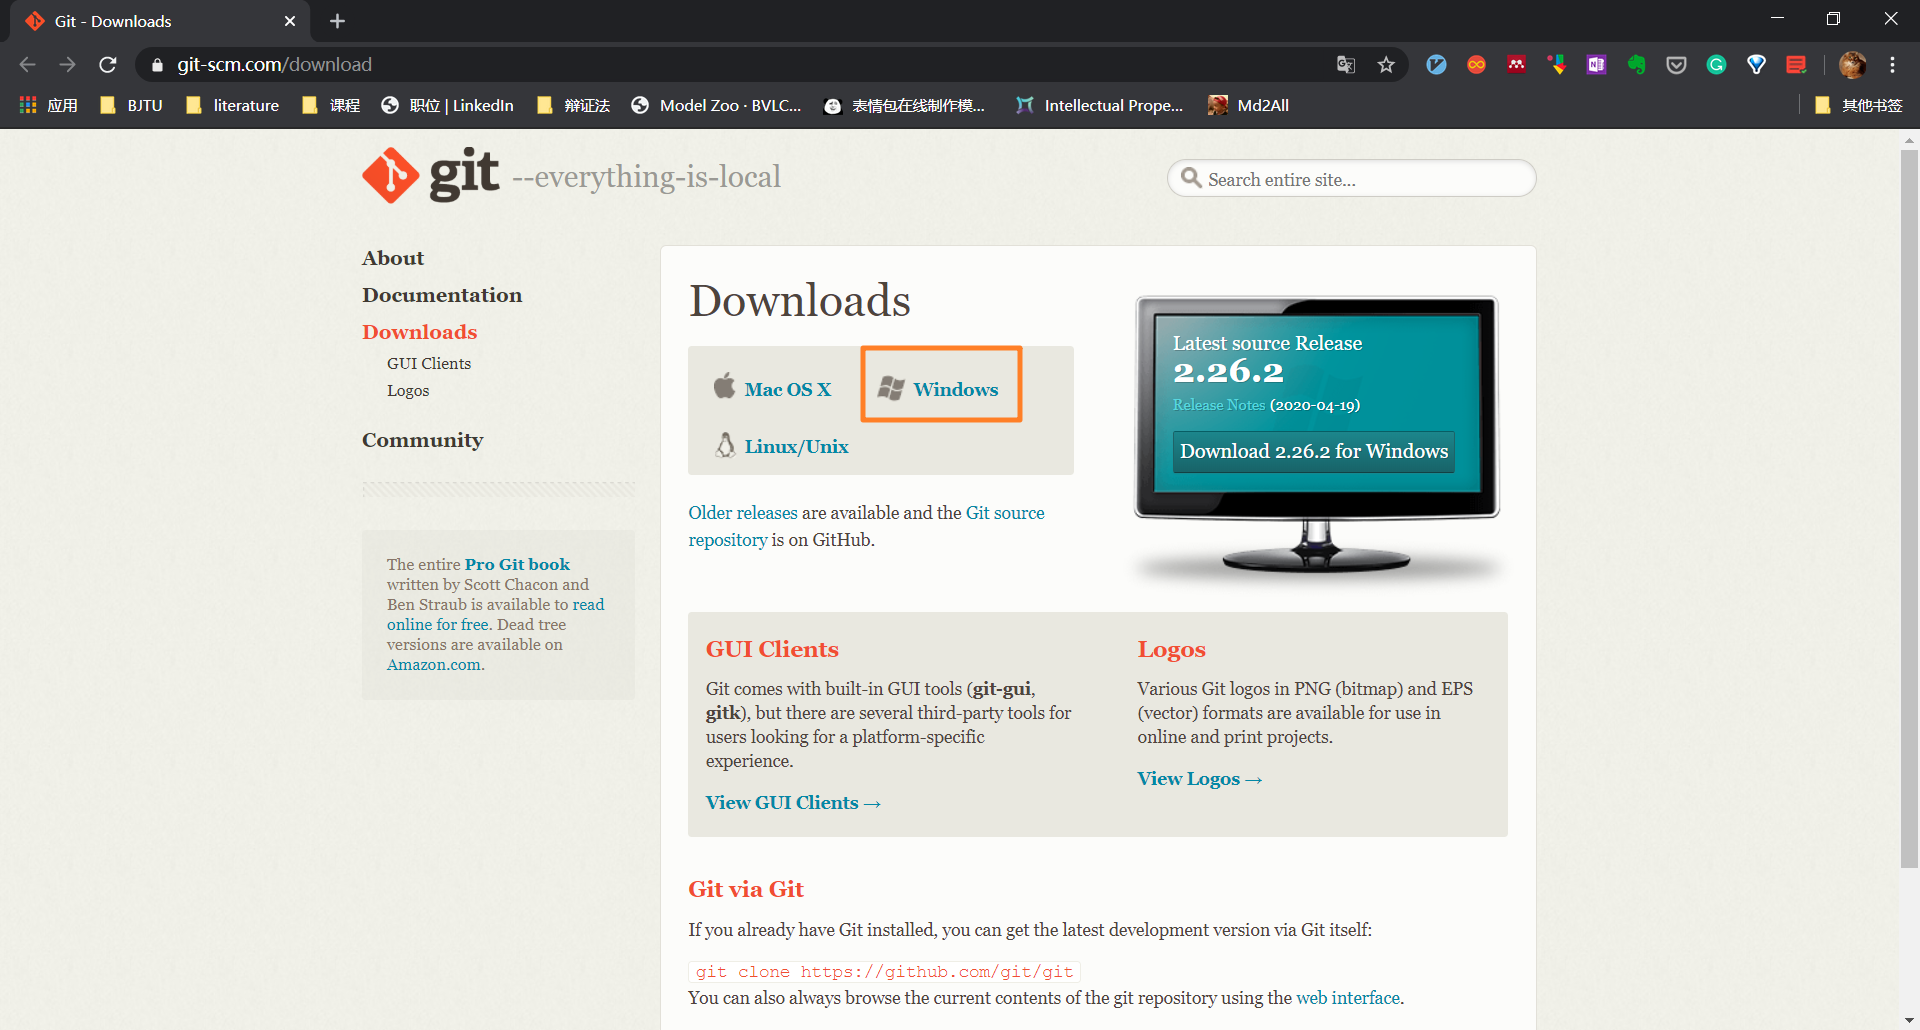 Git - Downloads
git-scm.com/download
应用 BJTU literature 课程 职位 | LinkedIn 辩证法 Model Zoo · BVLC... 表情包在线制作模... Intellectual Prope... Md2All 其他书签
git --everything-is-local
Search entire site...
About
Documentation
Downloads
GUI Clients
Logos
Community
The entire Pro Git book
written by Scott Chacon and
Ben Straub is available to read
online for free. Dead tree
versions are available on
Amazon.com.
Downloads
Mac OS X Windows
Linux/Unix
Older releases are available and the Git source
repository is on GitHub.
Latest source Release
2.26.2
Release Notes (2020-04-19)
Download 2.26.2 for Windows
GUI Clients
Git comes with built-in GUI tools (git-gui,
gitk), but there are several third-party tools for
users looking for a platform-specific
experience.
View GUI Clients →
Logos
Various Git logos in PNG (bitmap) and EPS
(vector) formats are available for use in
online and print projects.
View Logos →
Git via Git
If you already have Git installed, you can get the latest development version via Git itself:
git clone https://github.com/git/git
You can also always browse the current contents of the git repository using the web interface.